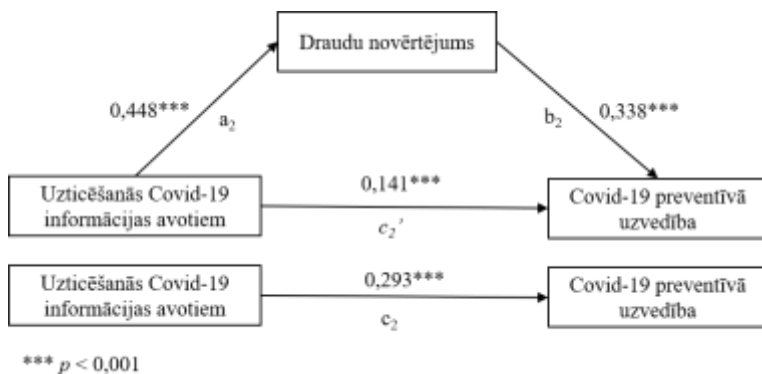 Draudu novērtējums
0,448***
0,338***
a₂
b₂
Uzticēšanās Covid-19
informācijas avotiem
0,141***
c₂’
Covid-19 preventīvā
uzvedība
Uzticēšanās Covid-19
informācijas avotiem
0,293***
c₂
Covid-19 preventīvā
uzvedība
*** p < 0,001